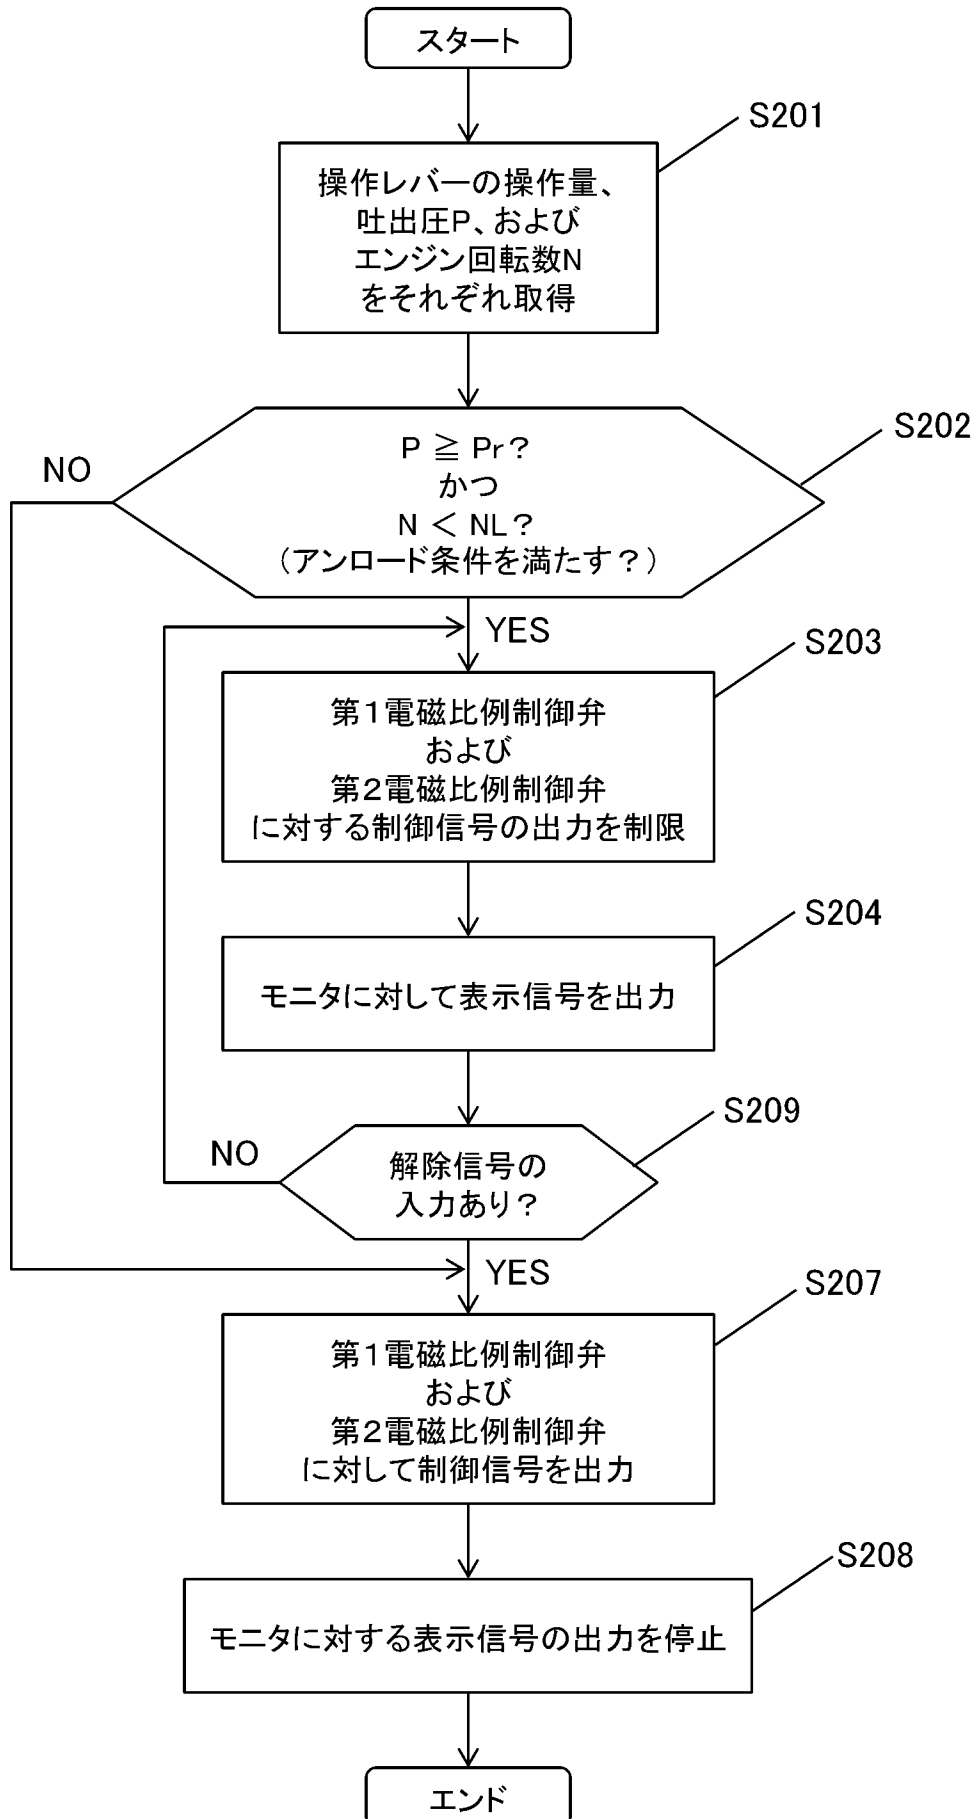 スタート
S201
操作レバーの操作量、
吐出圧P、および
エンジン回転数N
をそれぞれ取得
S202
P ≧ Pr?
かつ
N < NL?
(アンロード条件を満たす?)
NO
YES
S203
第1電磁比例制御弁
および
第2電磁比例制御弁
に対する制御信号の出力を制限
S204
モニタに対して表示信号を出力
S209
解除信号の
入力あり?
NO
YES
S207
第1電磁比例制御弁
および
第2電磁比例制御弁
に対して制御信号を出力
S208
モニタに対する表示信号の出力を停止
エンド